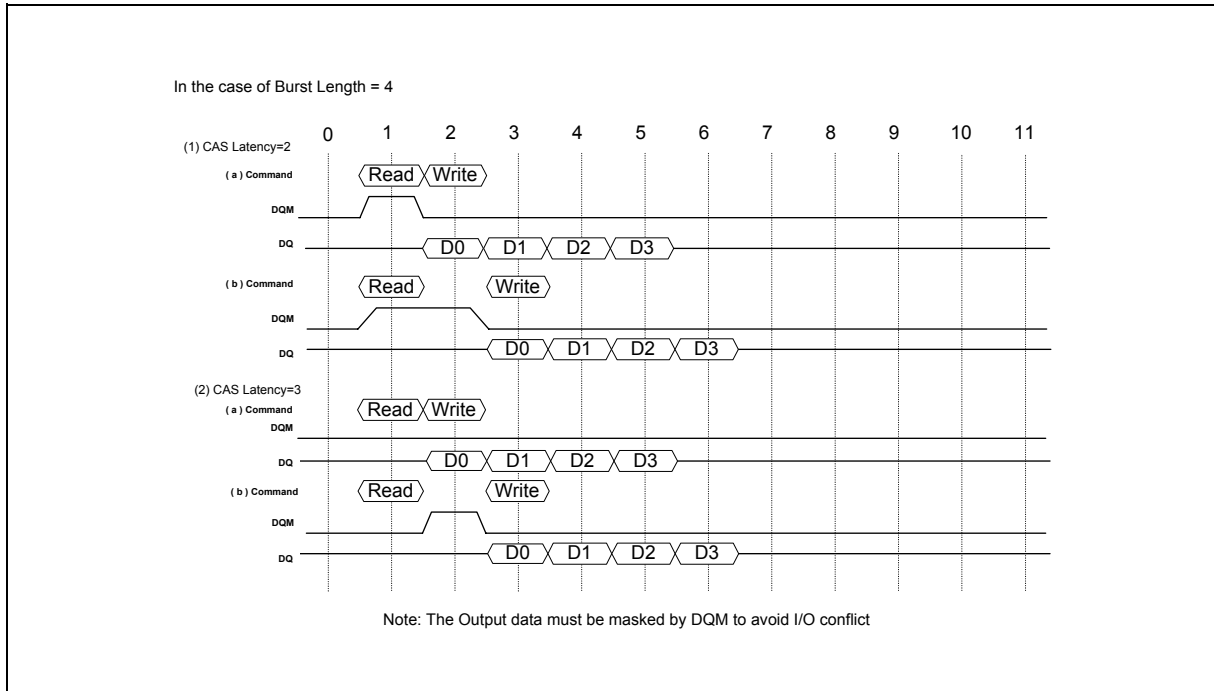 In the case of Burst Length = 4
0 1 2 3 4 5 6 7 8 9 10 11
(1) CAS Latency=2
( a ) Command Read Write
DQM
DQ D0 D1 D2 D3
( b ) Command Read Write
DQM
DQ D0 D1 D2 D3
(2) CAS Latency=3
( a ) Command Read Write
DQM
DQ D0 D1 D2 D3
( b ) Command Read Write
DQM
DQ D0 D1 D2 D3
Note: The Output data must be masked by DQM to avoid I/O conflict